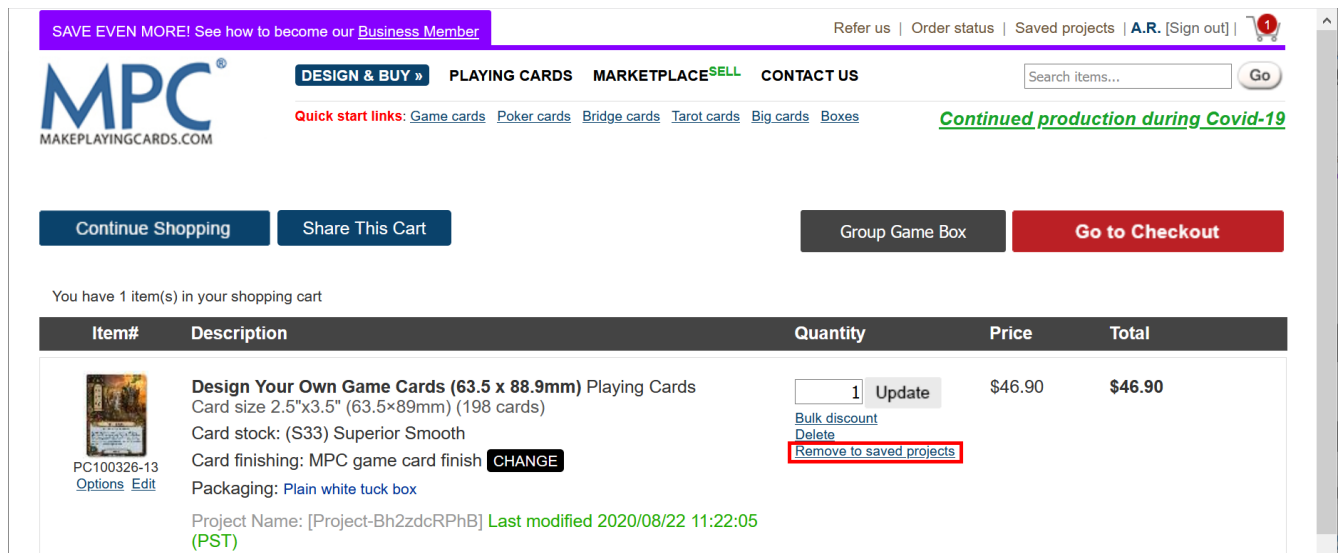 SAVE EVEN MORE! See how to become our Business Member
Refer us | Order status | Saved projects | A.R. [Sign out] | 1
MPC®
MAKEPLAYINGCARDS.COM
DESIGN & BUY » PLAYING CARDS MARKETPLACE SELL CONTACT US
Search items... Go
Quick start links: Game cards Poker cards Bridge cards Tarot cards Big cards Boxes
Continued production during Covid-19
Continue Shopping Share This Cart Group Game Box Go to Checkout
You have 1 item(s) in your shopping cart
Item# Description Quantity Price Total
Design Your Own Game Cards (63.5 x 88.9mm) Playing Cards
Card size 2.5"x3.5" (63.5×89mm) (198 cards)
Card stock: (S33) Superior Smooth
Card finishing: MPC game card finish CHANGE
Packaging: Plain white tuck box
Project Name: [Project-Bh2zdcRPhB] Last modified 2020/08/22 11:22:05
(PST)
PC100326-13
Options Edit
1 Update
Bulk discount
Delete
Remove to saved projects
$46.90 $46.90